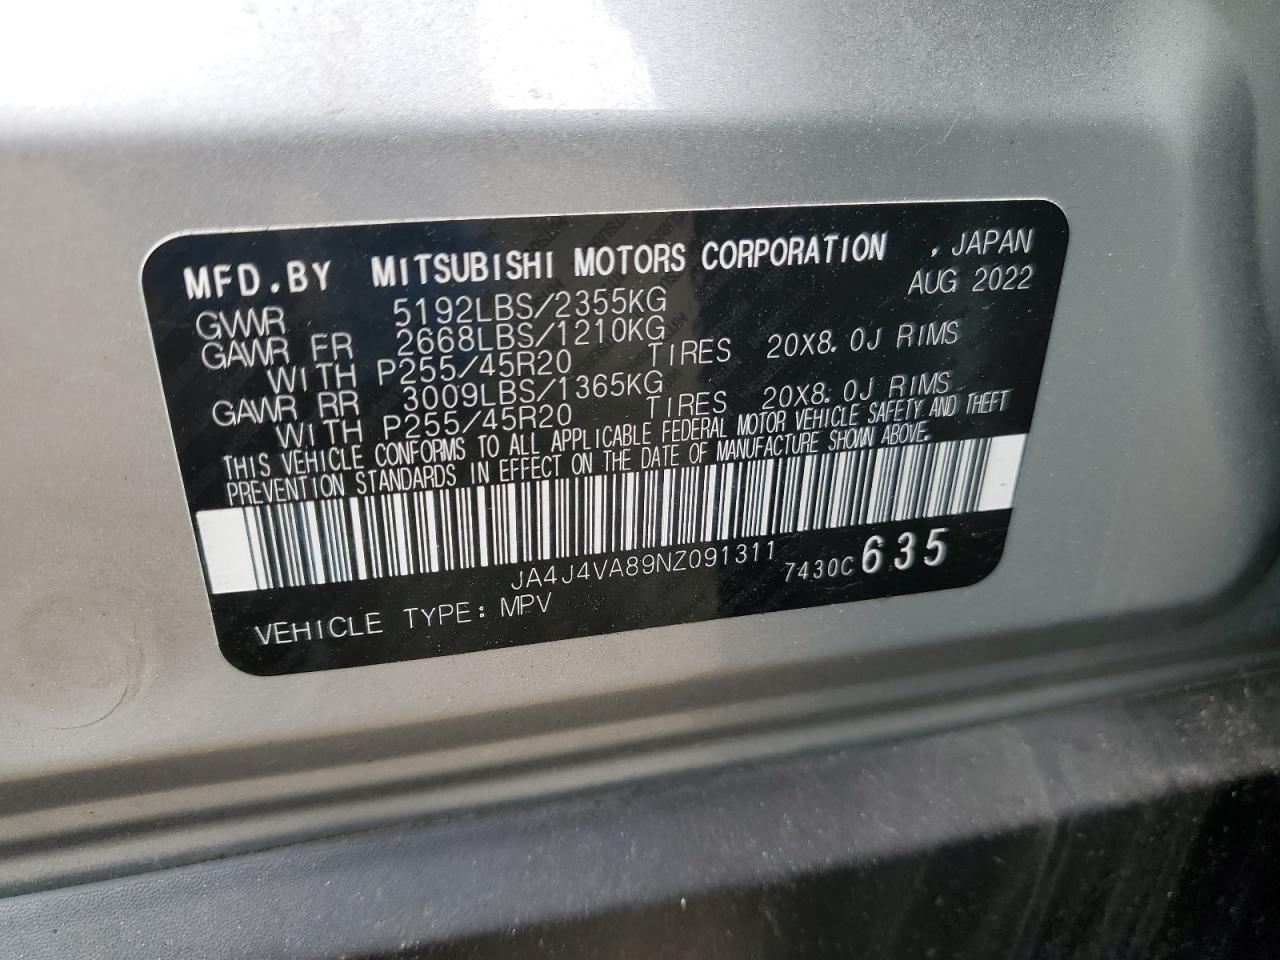 MFD.BY MITSUBISHI MOTORS CORPORATION , JAPAN
AUG 2022
GVWR 5192LBS/2355KG
GAWR FR 2668LBS/1210KG
WITH P255/45R20 TIRES 20X8.0J RIMS
GAWR RR 3009LBS/1365KG
WITH P255/45R20 TIRES 20X8.0J RIMS
THIS VEHICLE CONFORMS TO ALL APPLICABLE FEDERAL MOTOR VEHICLE SAFETY AND THEFT
PREVENTION STANDARDS IN EFFECT ON THE DATE OF MANUFACTURE SHOWN ABOVE.
JA4J4VA89NZ091311 7430C 635
VEHICLE TYPE: MPV